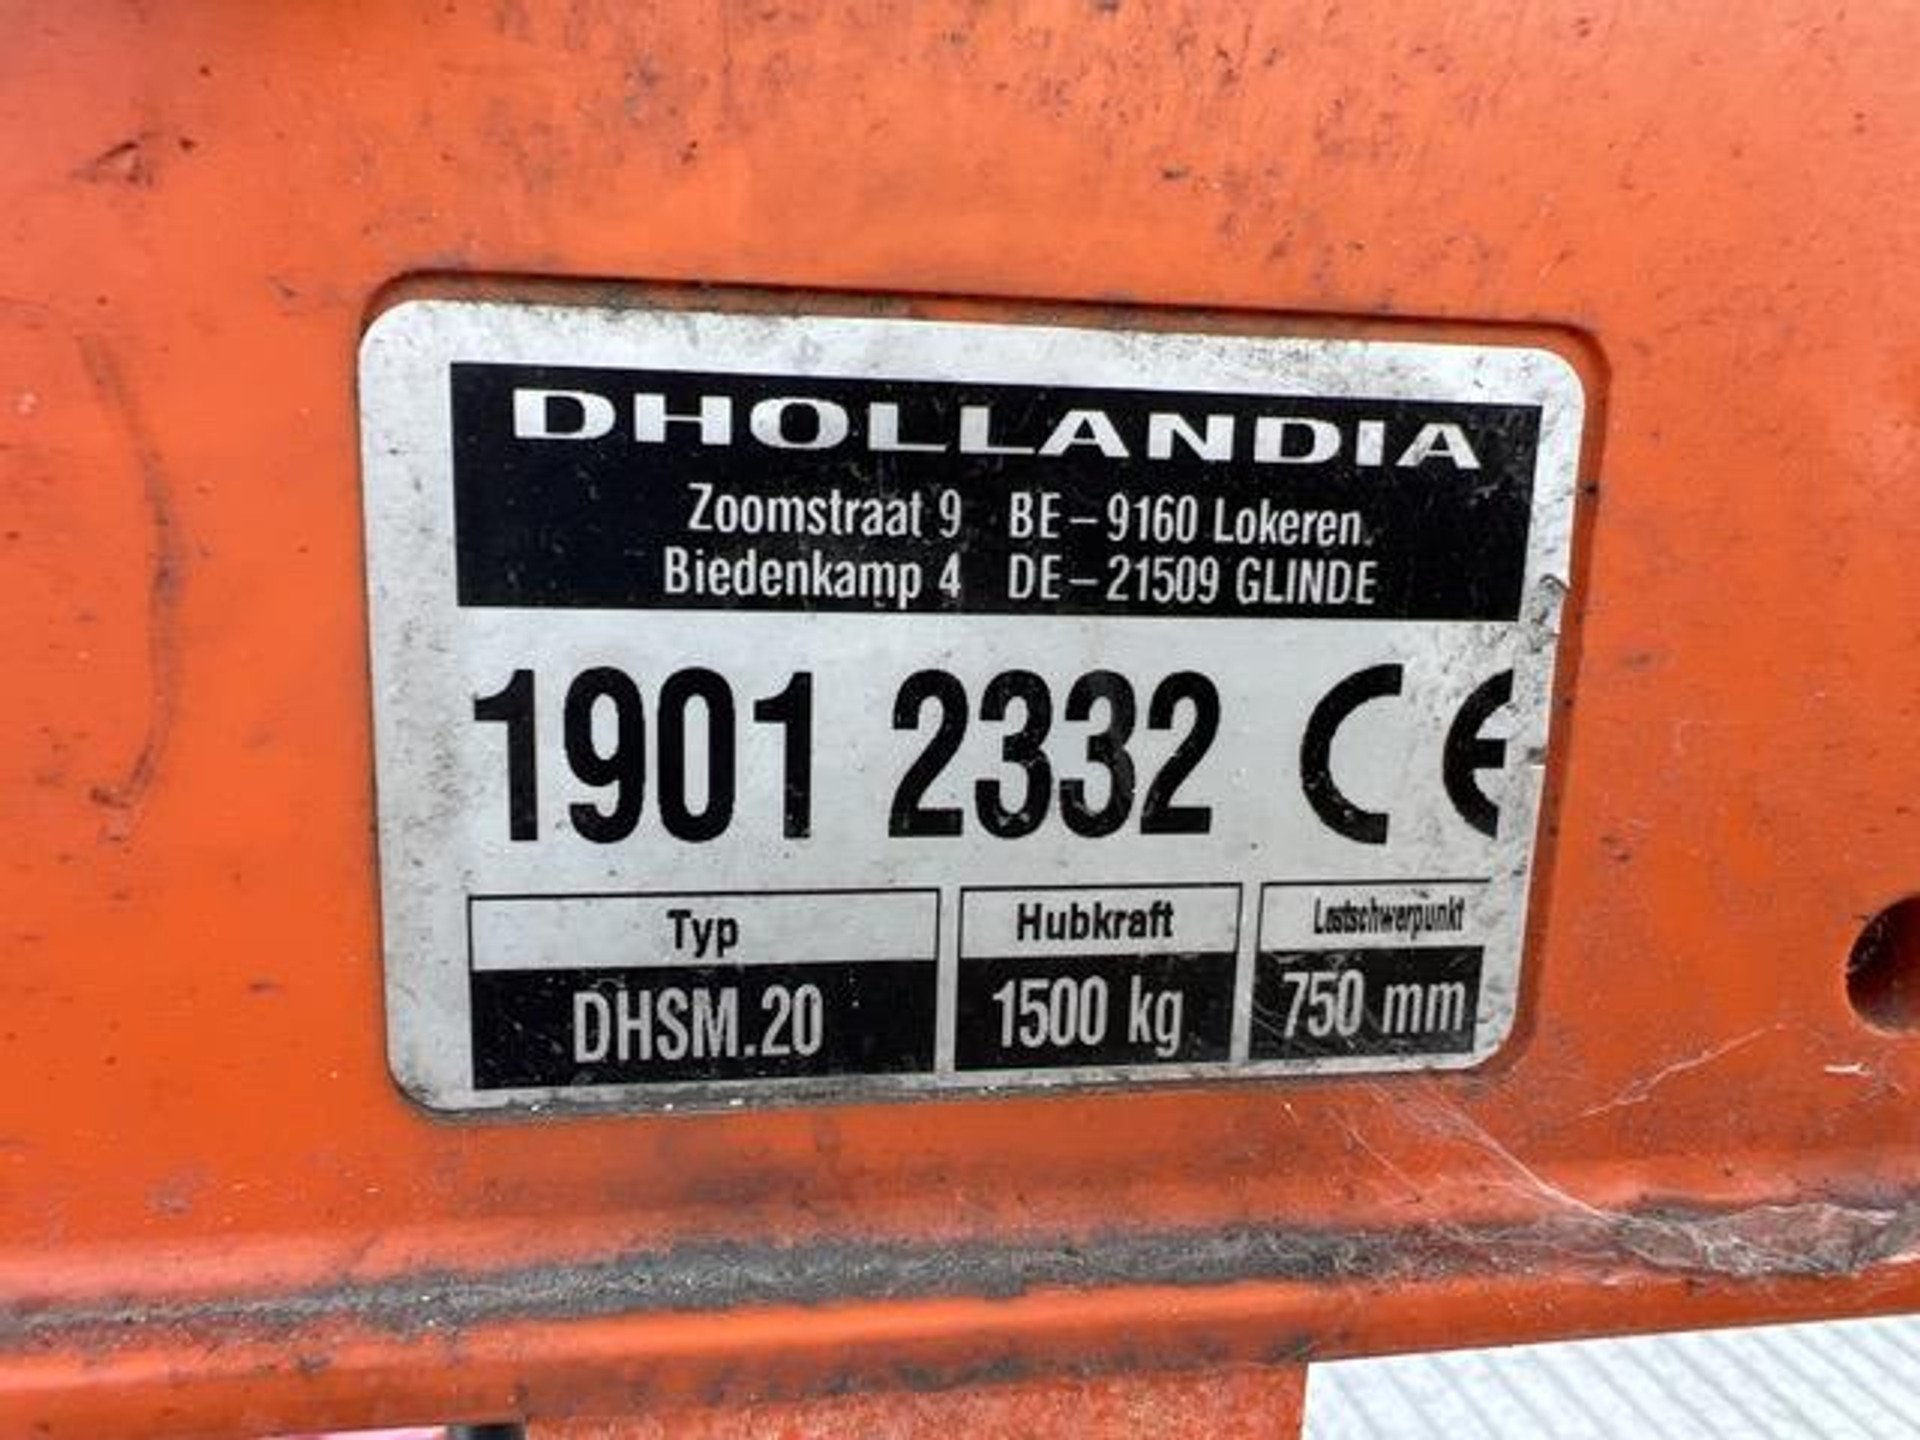 DHOLLANDIA
Zoomstraat 9 BE-9160 Lokeren
Biedenkamp 4 DE-21509 GLINDE
1901 2332 CE
Typ Hubkraft Lastschwerpunkt
DHSM.20 1500 kg 750 mm